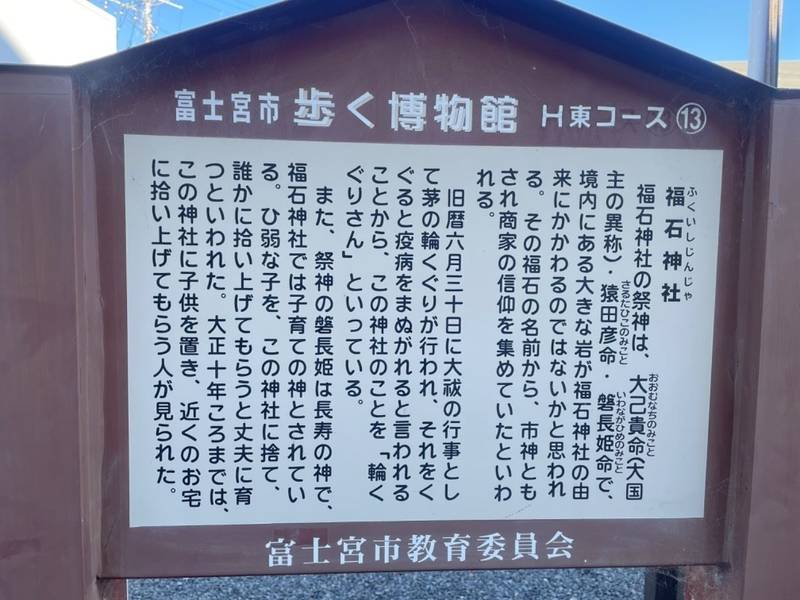 富士宮市 歩く博物館 H東コース⑬
ふくいしじんじゃ
福石神社
おおむなちのみこと
福石神社の祭神は、大己貴命(大国
さるたひこのみこと いわながひめのみこと
主の異称)・猿田彦命・磐長姫命で、
境内にある大きな岩が福石神社の由
来にかかわるのではないかと思われ
る。その福石の名前から、市神とも
され商家の信仰を集めていたといわ
れる。
旧暦六月三十日に大祓の行事とし
て茅の輪くぐりが行われ、それをく
ぐると疫病をまぬがれると言われる
ことから、この神社のことを「輪く
ぐりさん」といっている。
また、祭神の磐長姫は長寿の神で、
福石神社では子育ての神とされてい
る。ひ弱な子を、この神社に捨て、
誰かに拾い上げてもらうと丈夫に育
つといわれた。大正十年ころまでは、
この神社に子供を置き、近くのお宅
に拾い上げてもらう人が見られた。
富士宮市教育委員会